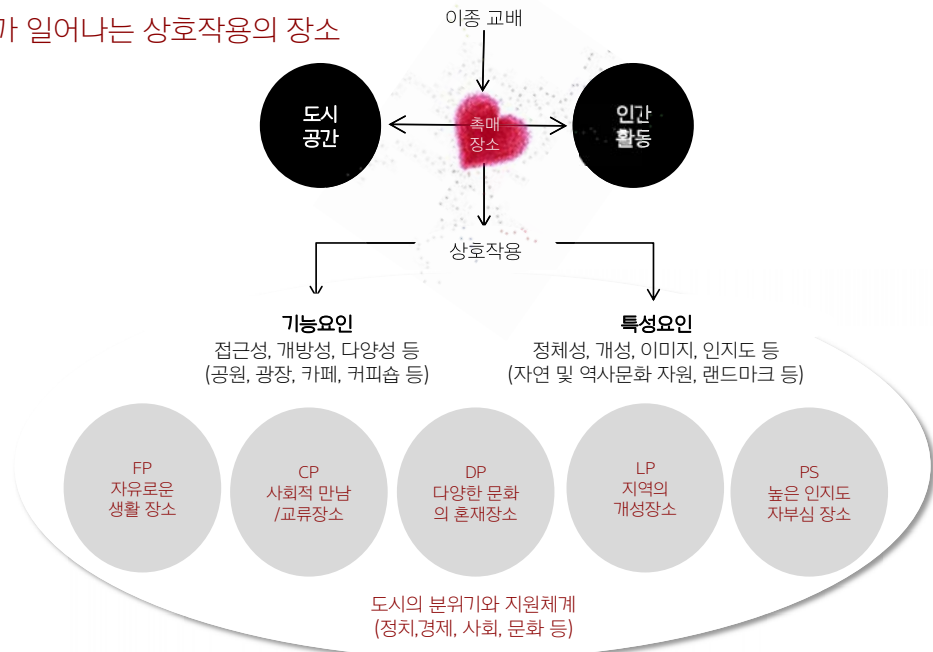 가 일어나는 상호작용의 장소
이종 교배
도시
공간
촉매
장소
인간
활동
상호작용
기능요인
접근성, 개방성, 다양성 등
(공원, 광장, 카페, 커피숍 등)
특성요인
정체성, 개성, 이미지, 인지도 등
(자연 및 역사문화 자원, 랜드마크 등)
FP
자유로운
생활 장소
CP
사회적 만남
/교류장소
DP
다양한 문화
의 혼재장소
LP
지역의
개성장소
PS
높은 인지도
자부심 장소
도시의 분위기와 지원체계
(정치,경제, 사회, 문화 등)